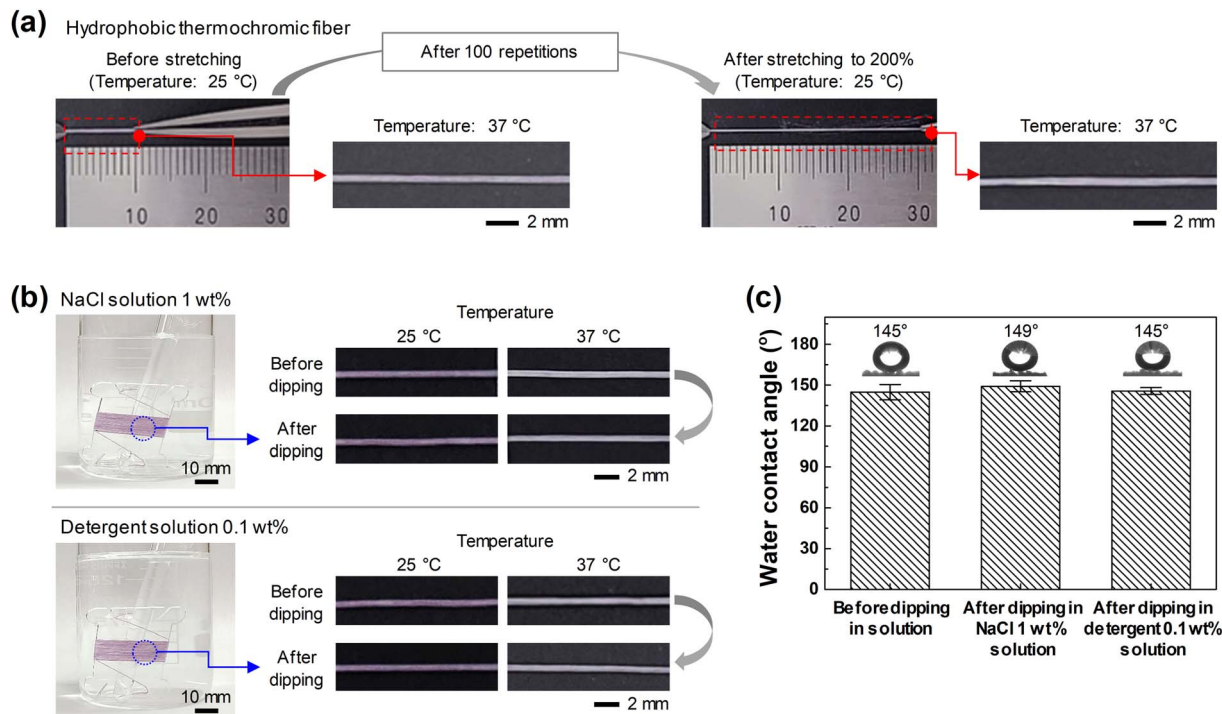 (a) Hydrophobic thermochromic fiber
Before stretching
(Temperature: 25 °C)
After 100 repetitions
After stretching to 200%
(Temperature: 25 °C)
Temperature: 37 °C
Temperature: 37 °C
10 20 30
2 mm
10 20 30
2 mm
(b)
NaCl solution 1 wt%
Temperature
25 °C 37 °C
Before
dipping
After
dipping
10 mm
2 mm
Detergent solution 0.1 wt%
Temperature
25 °C 37 °C
Before
dipping
After
dipping
10 mm
2 mm
(c)
Water contact angle (°)
180
150
120
90
60
30
0
145° 149° 145°
Before dipping
in solution
After dipping in
NaCl 1 wt%
solution
After dipping in
detergent 0.1 wt%
solution